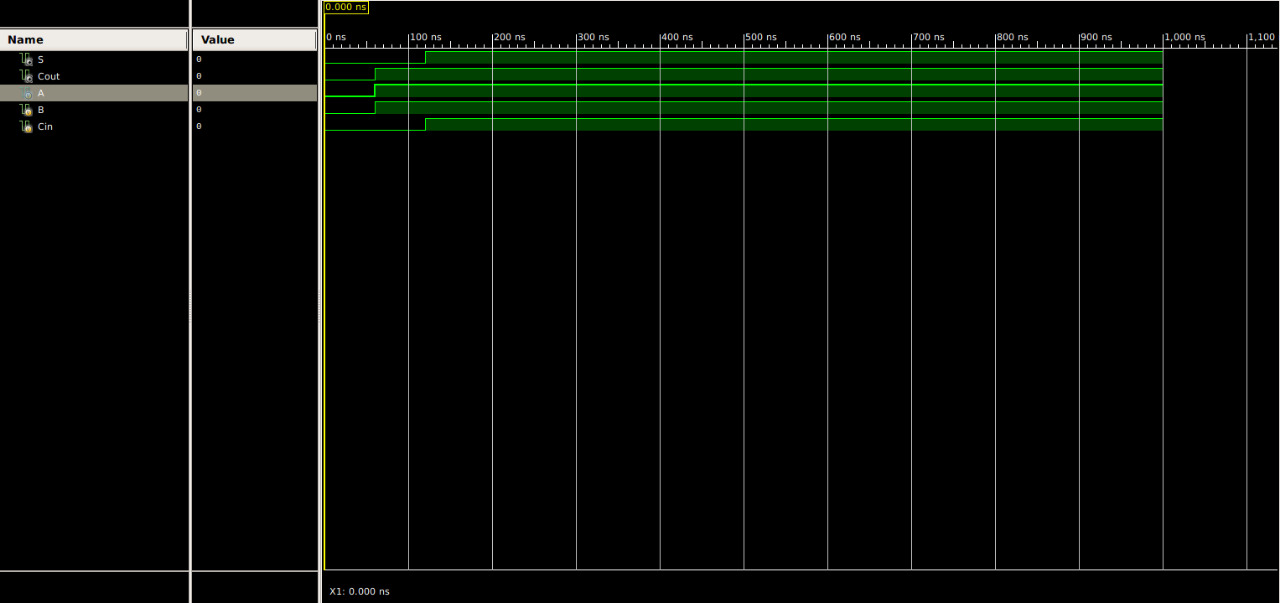 0.000 ns
Name Value
0 ns 100 ns 200 ns 300 ns 400 ns 500 ns 600 ns 700 ns 800 ns 900 ns 1,000 ns 1,100
S 0
Cout 0
A 0
B 0
Cin 0
X1: 0.000 ns